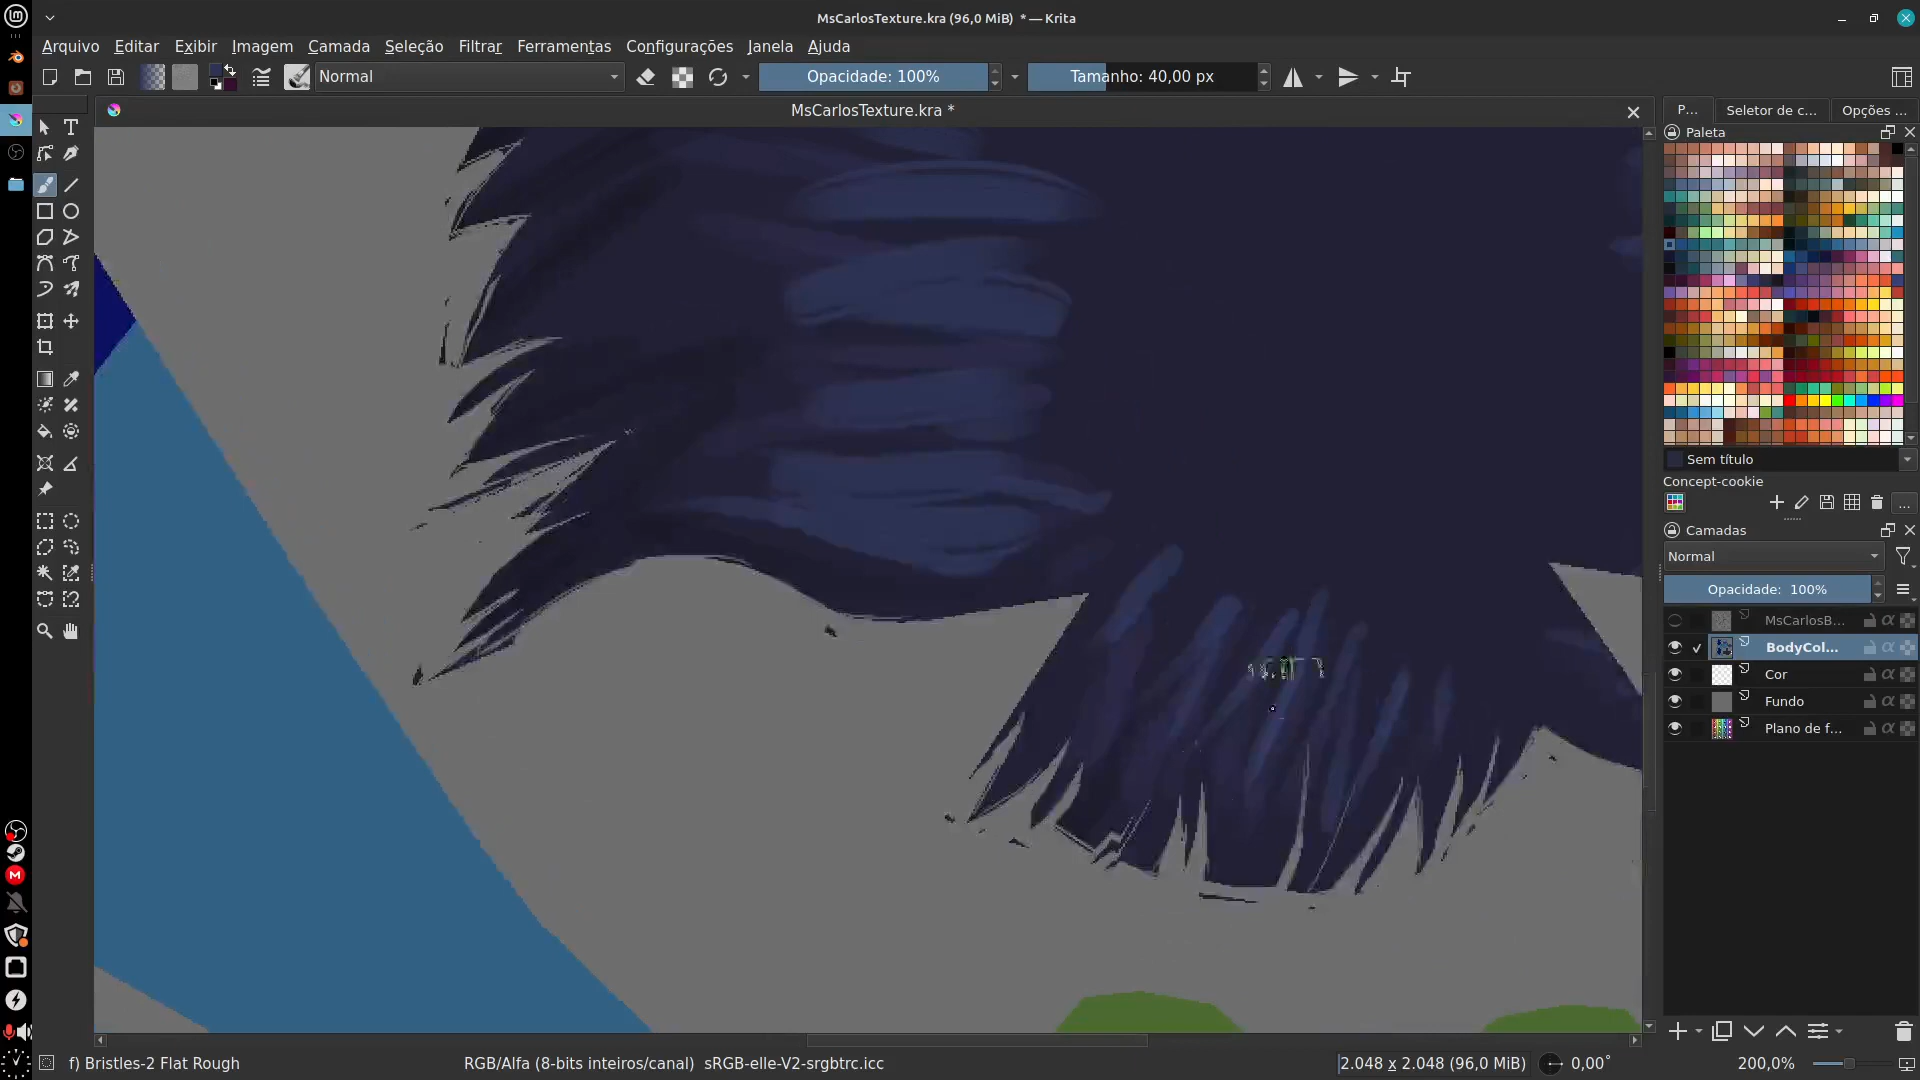 MsCarlosTexture.kra (96,0 MiB) * — Krita
Arquivo Editar Exibir Imagem Camada Seleção Filtrar Ferramentas Configurações Janela Ajuda
Normal Opacidade: 100% Tamanho: 40,00 px
MsCarlosTexture.kra *
P... Seletor de c... Opções ...
Paleta
Sem título
Concept-cookie
...
Camadas
Normal
Opacidade: 100%
MsCarlosB...
BodyCol...
Cor
Fundo
Plano de f...
f) Bristles-2 Flat Rough RGB/Alfa (8-bits inteiros/canal) sRGB-elle-V2-srgbtrc.icc 2.048 x 2.048 (96,0 MiB) 0,00° 200,0%